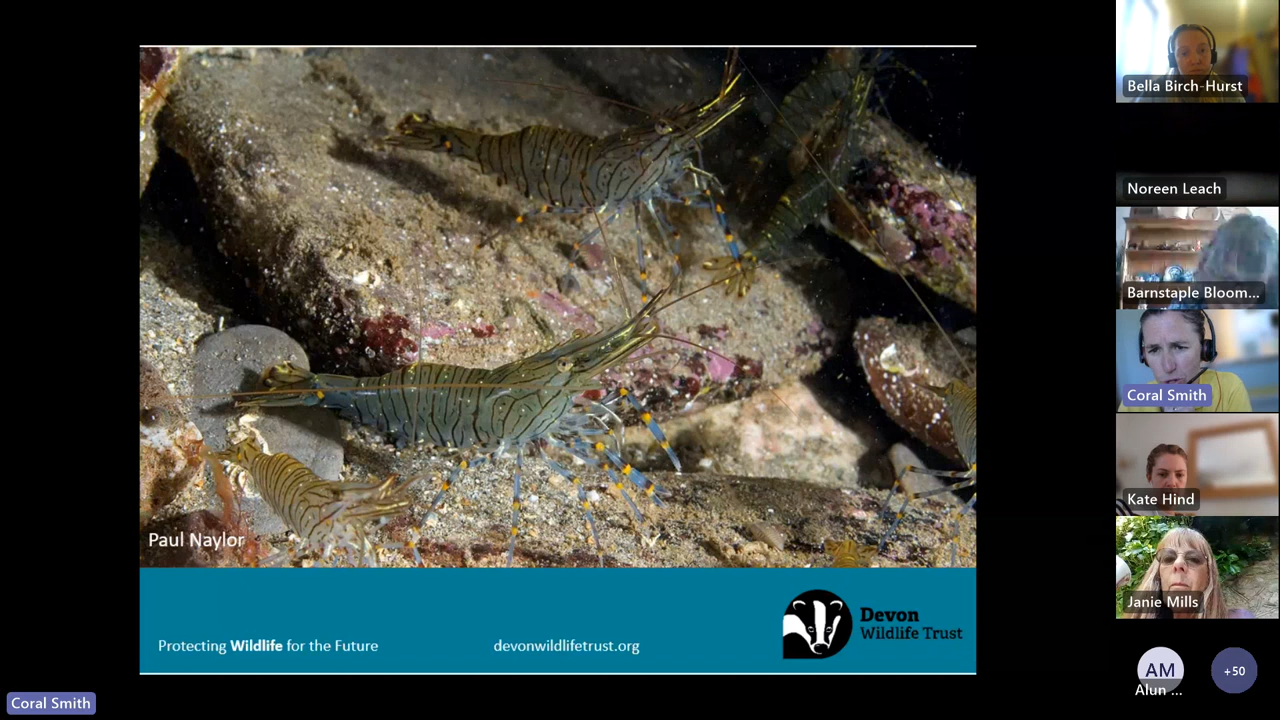 Paul Naylor
Protecting Wildlife for the Future
devonwildlifetrust.org
Devon
Wildlife Trust
Coral Smith
Bella Birch-Hurst
Noreen Leach
Barnstaple Bloom...
Coral Smith
Kate Hind
Janie Mills
AM
Alun ...
+50